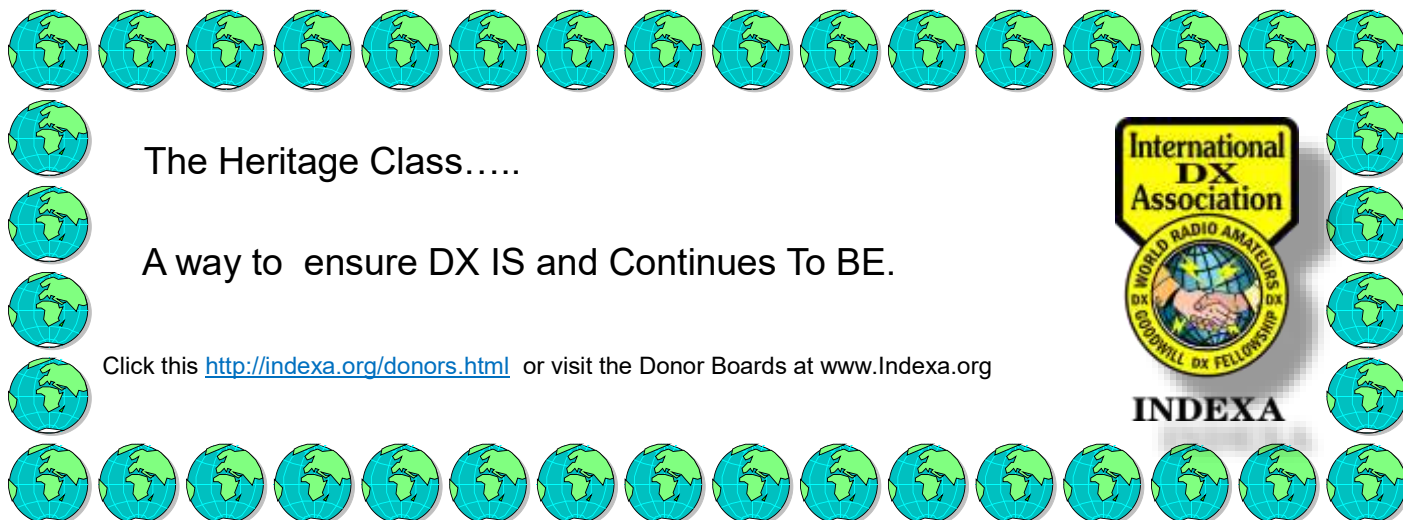 The Heritage Class…..
A way to  ensure DX IS and Continues To BE.
Click this http://indexa.org/donors.html  or visit the Donor Boards at www.Indexa.org
International
DX
Association
WORLD RADIO AMATEURS
DX DX
GOODWILL DX FELLOWSHIP
INDEXA